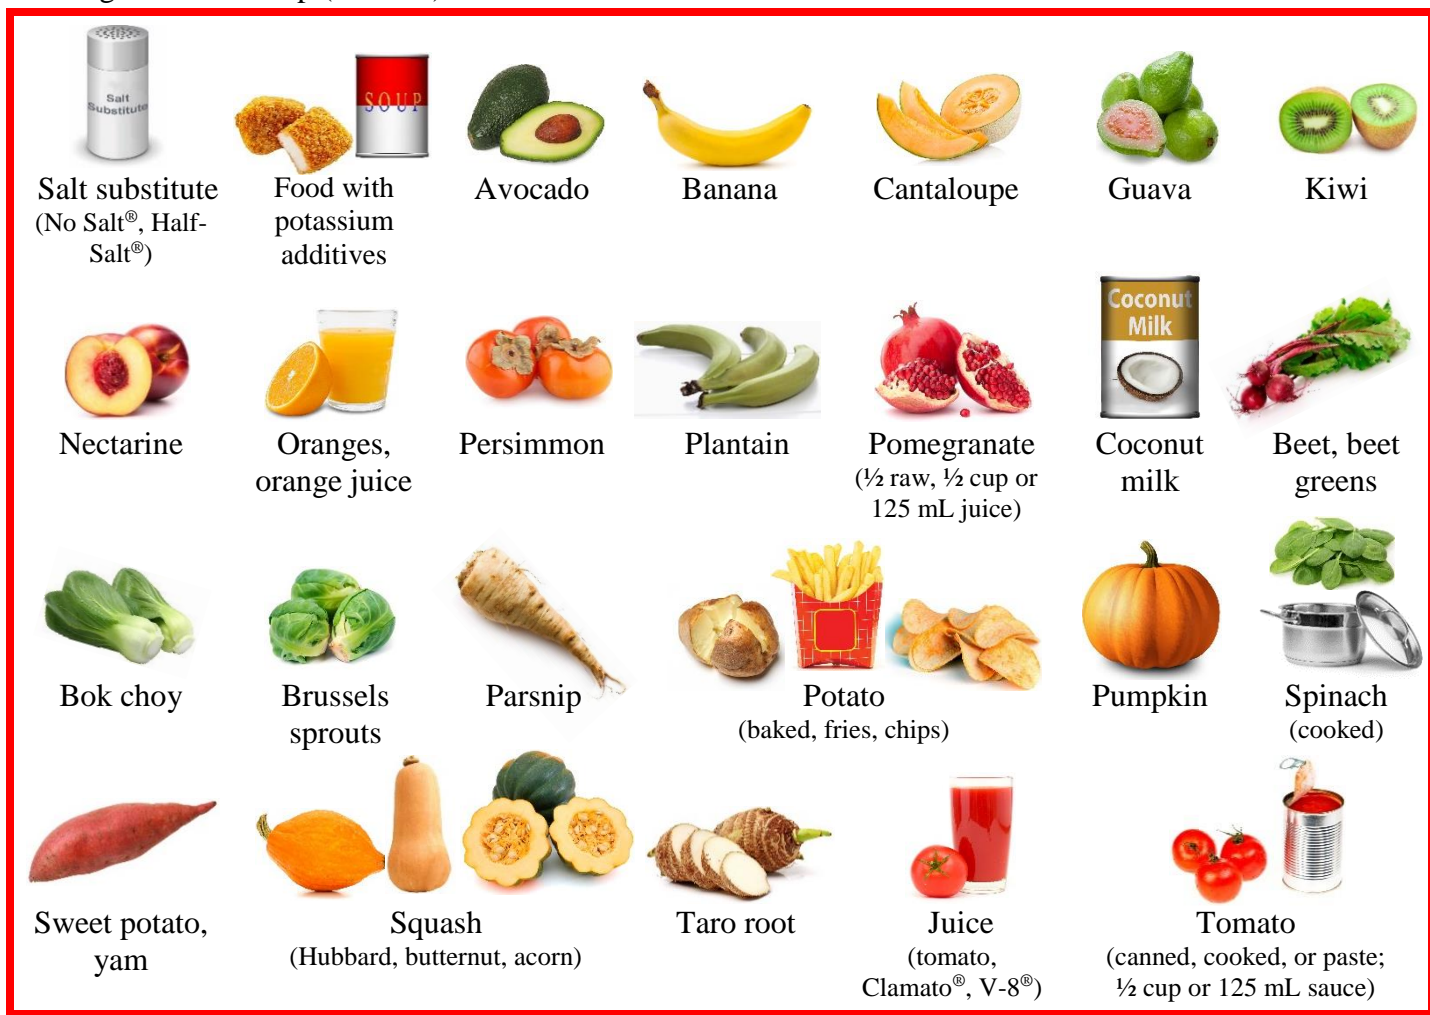 Salt
Substitute
SOUP
Salt substitute
(No Salt®, Half-
Salt®)
Food with
potassium
additives
Avocado
Banana
Cantaloupe
Guava
Kiwi
Coconut
Milk
Nectarine
Oranges,
orange juice
Persimmon
Plantain
Pomegranate
(½ raw, ½ cup or
125 mL juice)
Coconut
milk
Beet, beet
greens
Bok choy
Brussels
sprouts
Parsnip
Potato
(baked, fries, chips)
Pumpkin
Spinach
(cooked)
Sweet potato,
yam
Squash
(Hubbard, butternut, acorn)
Taro root
Juice
(tomato,
Clamato®, V-8®)
Tomato
(canned, cooked, or paste;
½ cup or 125 mL sauce)